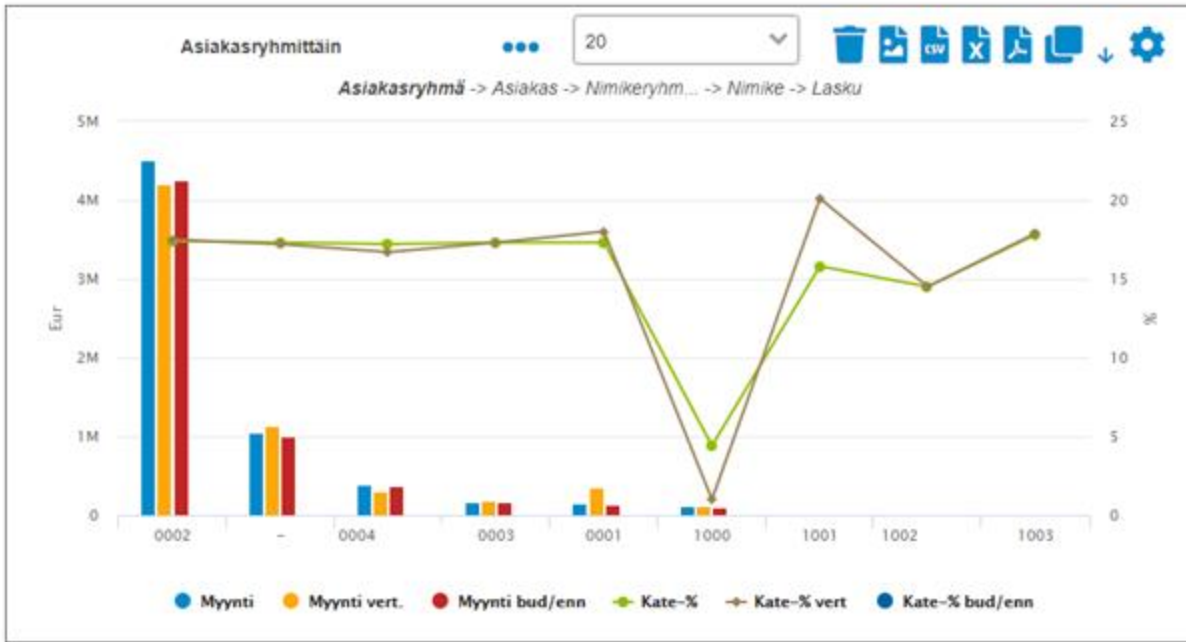 Asiakasryhmittäin
20
CSV
X
Asiakasryhmä -> Asiakas -> Nimikeryhm... -> Nimike -> Lasku
5M 25
4M 20
3M 15
Eur %
2M 10
1M 5
0 0
0002 - 0004 0003 0001 1000 1001 1002 1003
Myynti Myynti vert. Myynti bud/enn Kate-% Kate-% vert Kate-% bud/enn